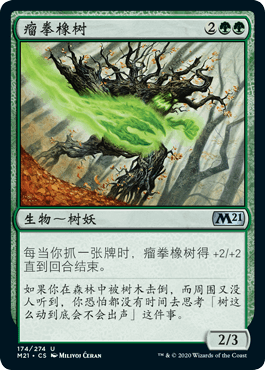 瘤拳橡树 2
生物～树妖 M21
每当你抓一张牌时，瘤拳橡树得 +2/+2
直到回合结束。
如果你在森林中被树木击倒，而周围又没
人听到，你恐怕都没有时间去思考「树这
么动到底会不会出声」这件事。
2/3
174/274 U
M21 • CS MILIVOJ ĆERAN ™ & © 2020 Wizards of the Coast